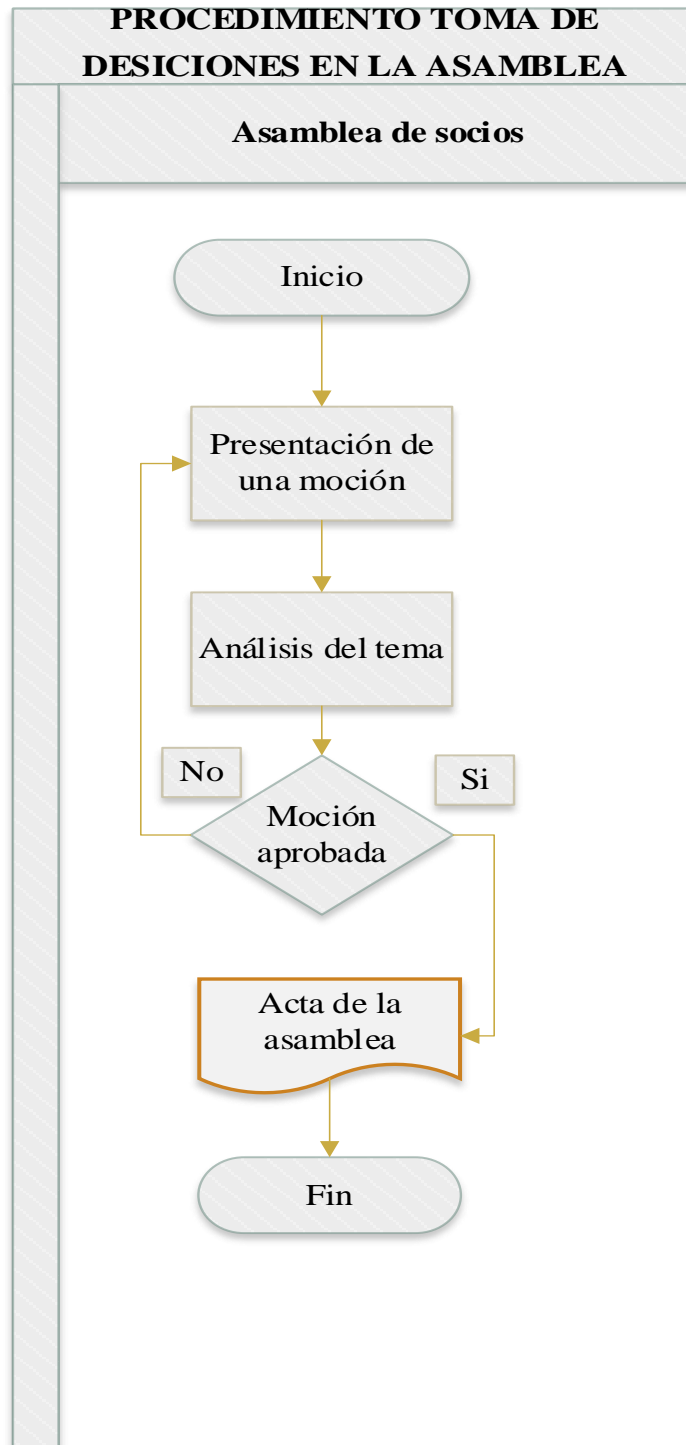 PROCEDIMIENTO TOMA DE
DESICIONES EN LA ASAMBLEA
Asamblea de socios
Inicio
Presentación de
una moción
Análisis del tema
No
Si
Moción
aprobada
Acta de la
asamblea
Fin